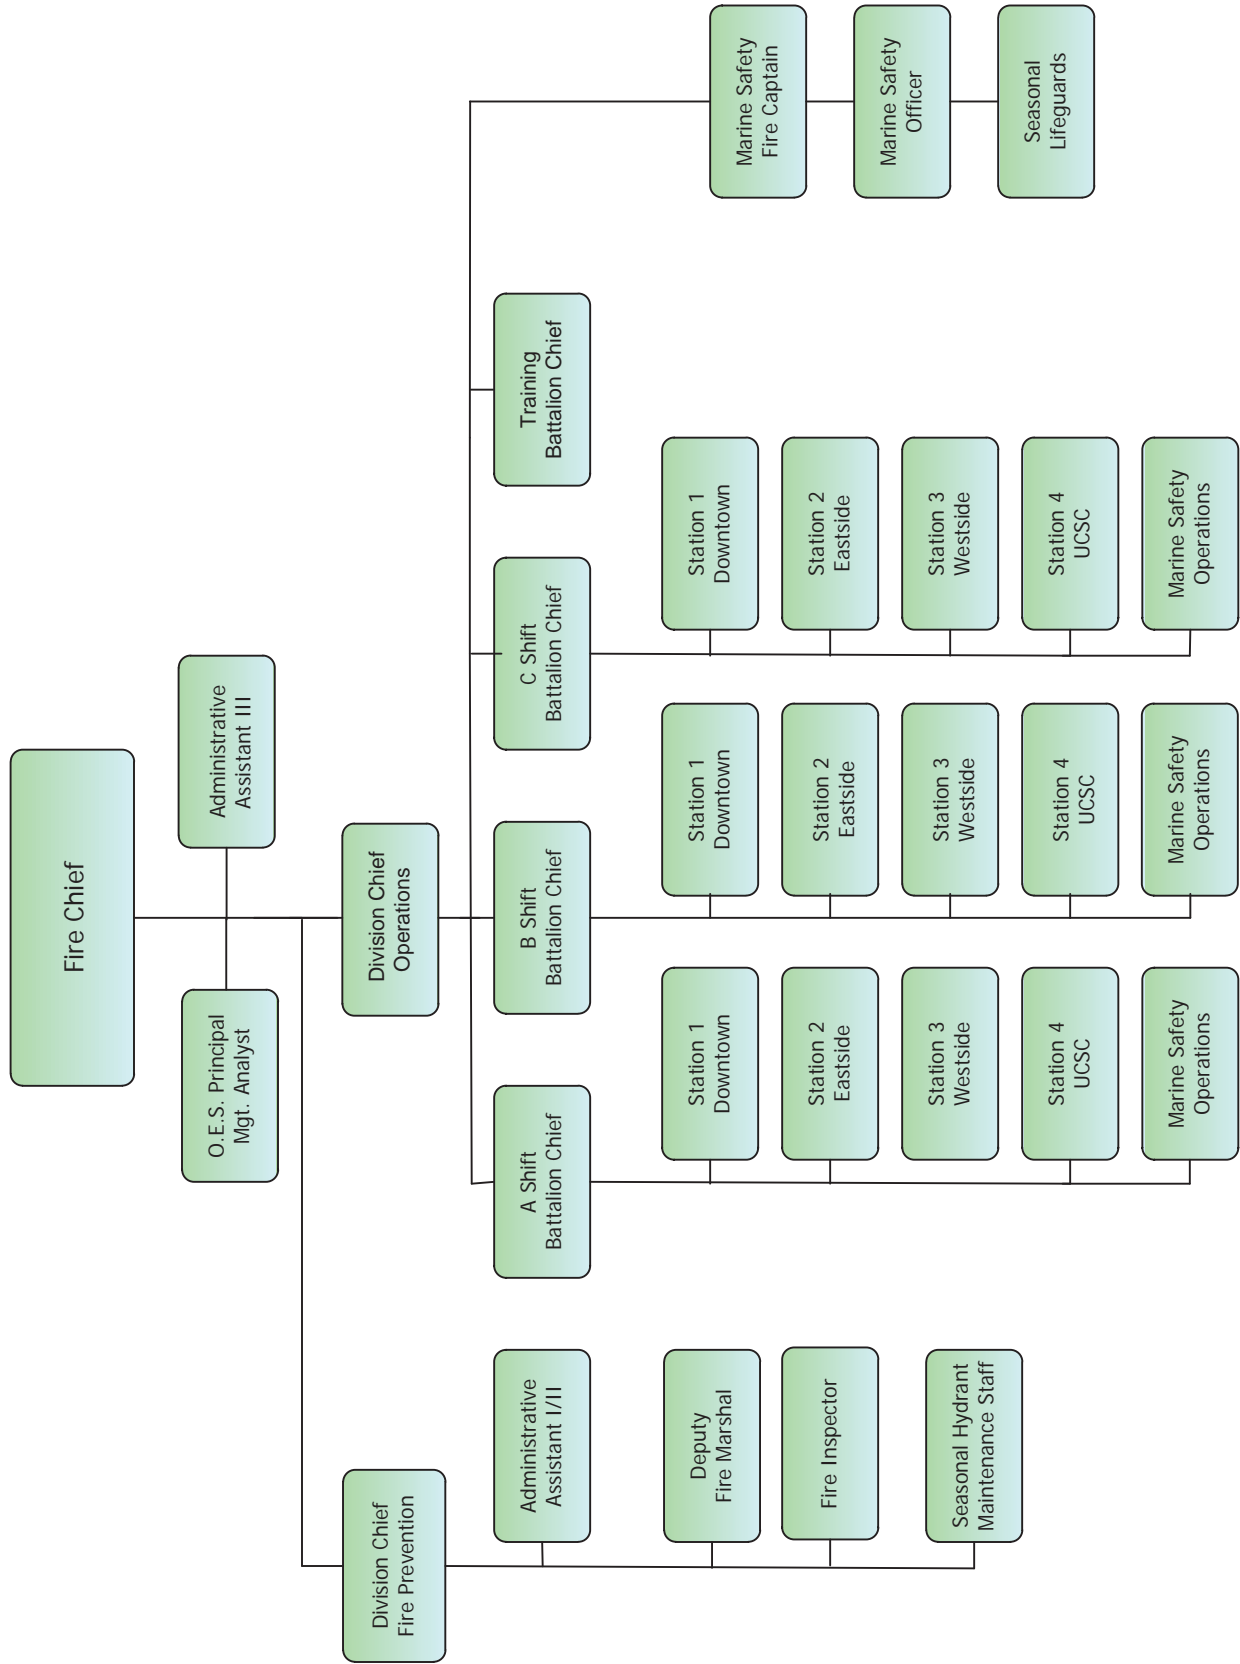 Fire Chief
O.E.S. Principal
Mgt. Analyst
Administrative
Assistant III
Division Chief
Fire Prevention
Division Chief
Operations
Administrative
Assistant I/II
Deputy
Fire Marshal
Fire Inspector
Seasonal Hydrant
Maintenance Staff
A Shift
Battalion Chief
Station 1
Downtown
Station 2
Eastside
Station 3
Westside
Station 4
UCSC
Marine Safety
Operations
B Shift
Battalion Chief
Station 1
Downtown
Station 2
Eastside
Station 3
Westside
Station 4
UCSC
Marine Safety
Operations
C Shift
Battalion Chief
Station 1
Downtown
Station 2
Eastside
Station 3
Westside
Station 4
UCSC
Marine Safety
Operations
Training
Battalion Chief
Marine Safety
Fire Captain
Marine Safety
Officer
Seasonal
Lifeguards